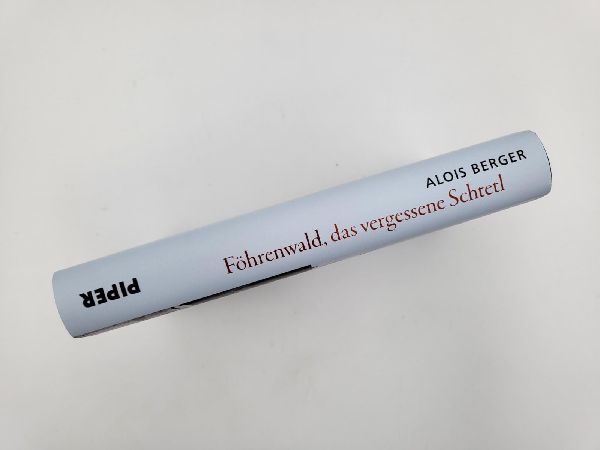 ALOIS BERGER
Föhrenwald, das vergessene Schtetl
PIPER